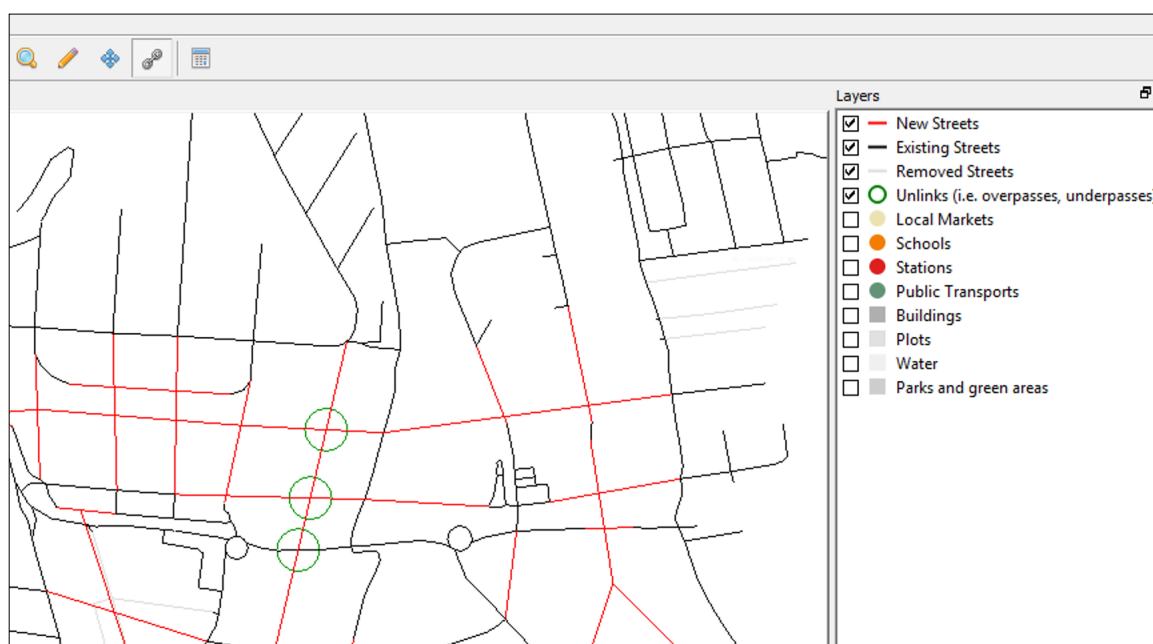 Layers
New Streets
Existing Streets
Removed Streets
Unlinks (i.e. overpasses, underpasses)
Local Markets
Schools
Stations
Public Transports
Buildings
Plots
Water
Parks and green areas